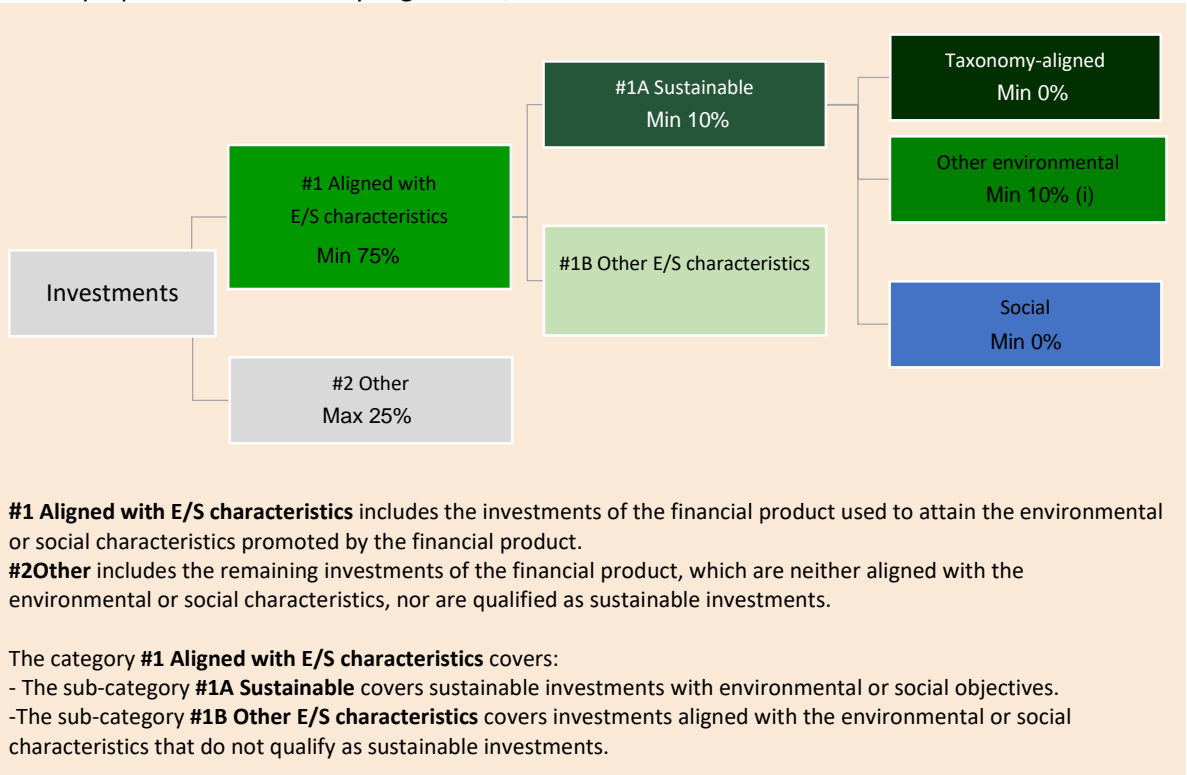 #1A Sustainable
Min 10%
Taxonomy-aligned
Min 0%
#1 Aligned with
E/S characteristics
Min 75%
Other environmental
Min 10% (i)
Investments
#1B Other E/S characteristics
Social
Min 0%
#2 Other
Max 25%
#1 Aligned with E/S characteristics includes the investments of the financial product used to attain the environmental
or social characteristics promoted by the financial product.
#2Other includes the remaining investments of the financial product, which are neither aligned with the
environmental or social characteristics, nor are qualified as sustainable investments.
The category #1 Aligned with E/S characteristics covers:
- The sub-category #1A Sustainable covers sustainable investments with environmental or social objectives.
-The sub-category #1B Other E/S characteristics covers investments aligned with the environmental or social
characteristics that do not qualify as sustainable investments.